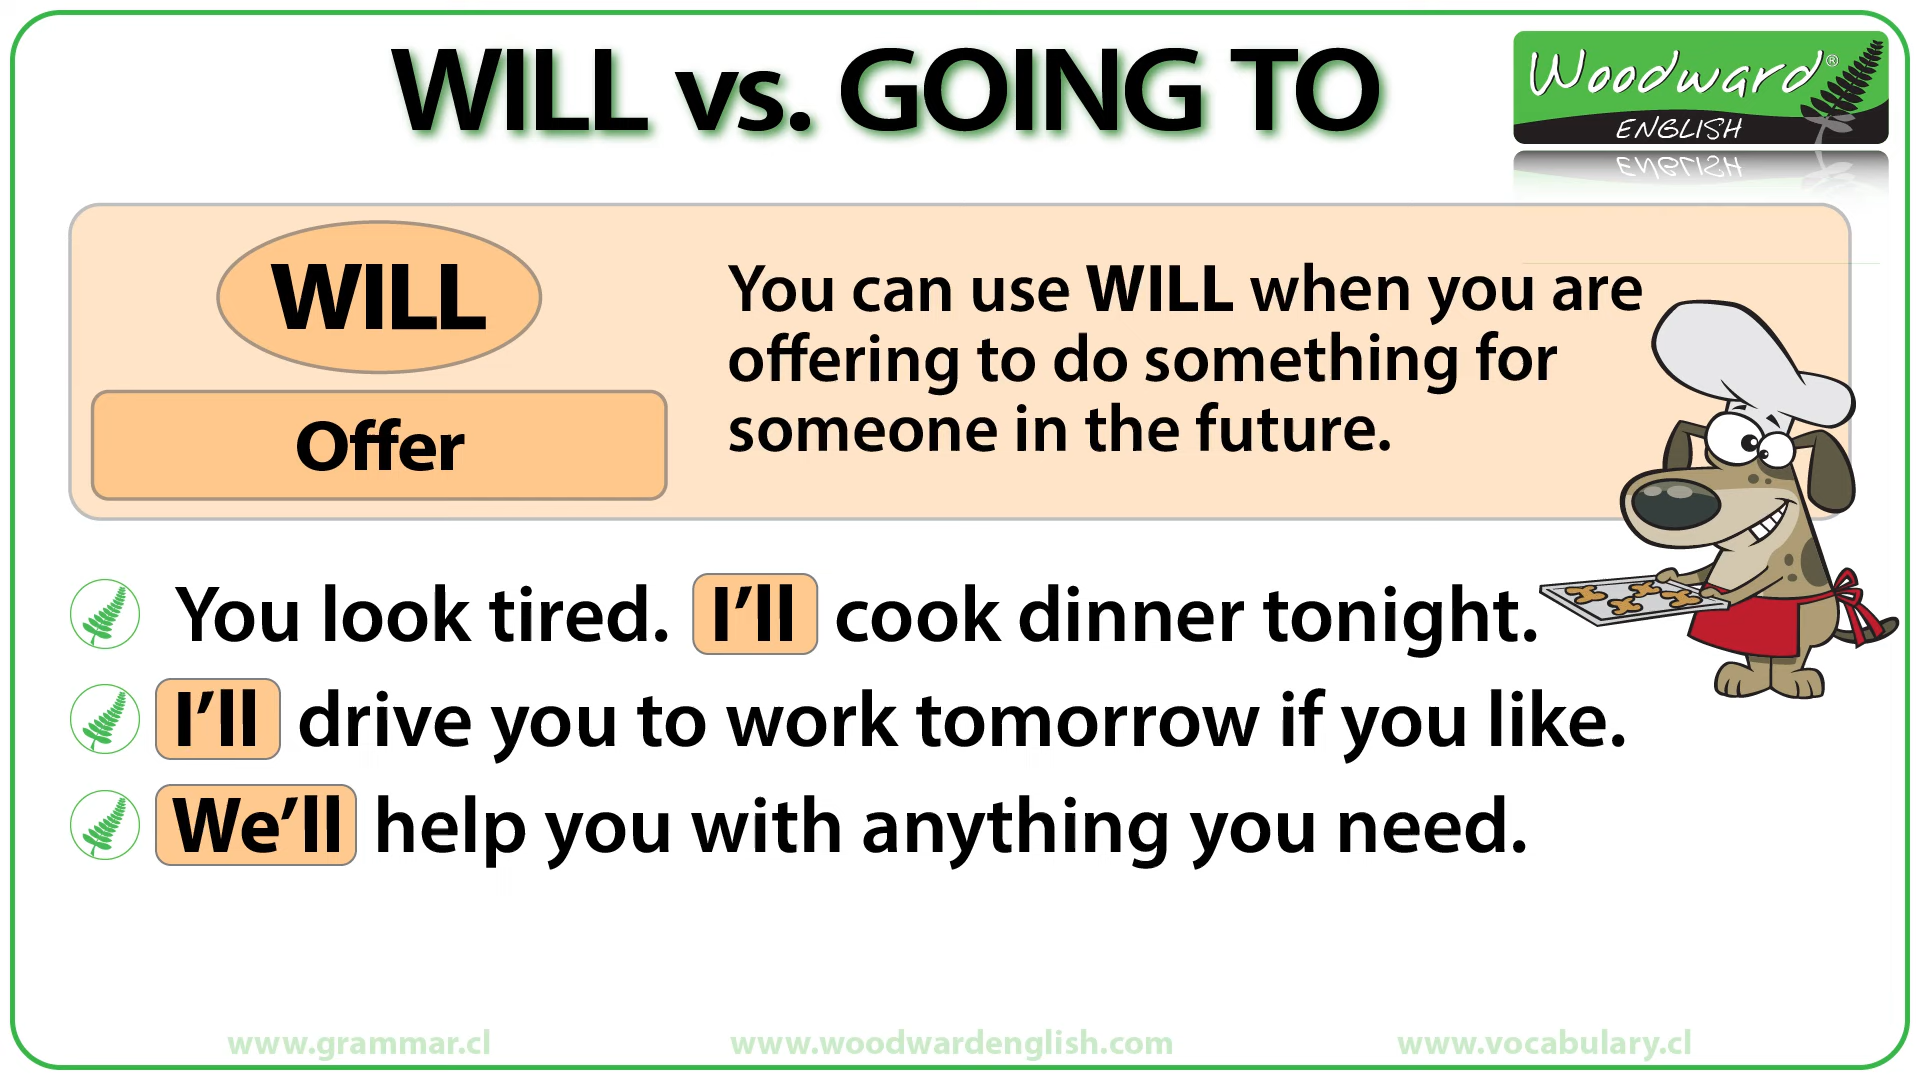 WILL vs. GOING TO
Woodward®
ENGLISH
WILL
Offer
You can use WILL when you are
offering to do something for
someone in the future.
You look tired. I’ll cook dinner tonight.
I’ll drive you to work tomorrow if you like.
We’ll help you with anything you need.
www.grammar.cl
www.woodwardenglish.com
www.vocabulary.cl